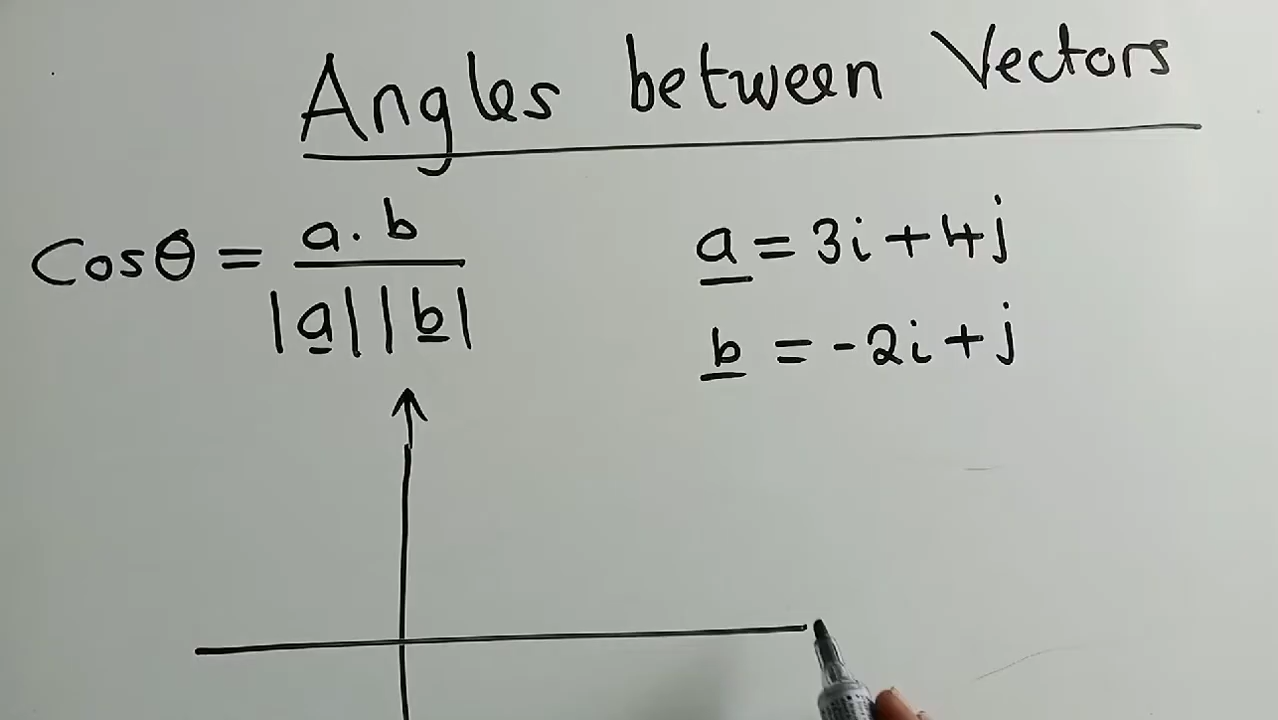 Angles between Vectors
Cosθ = a . b
|a| |b|
a = 3i + 4j
b = -2i + j